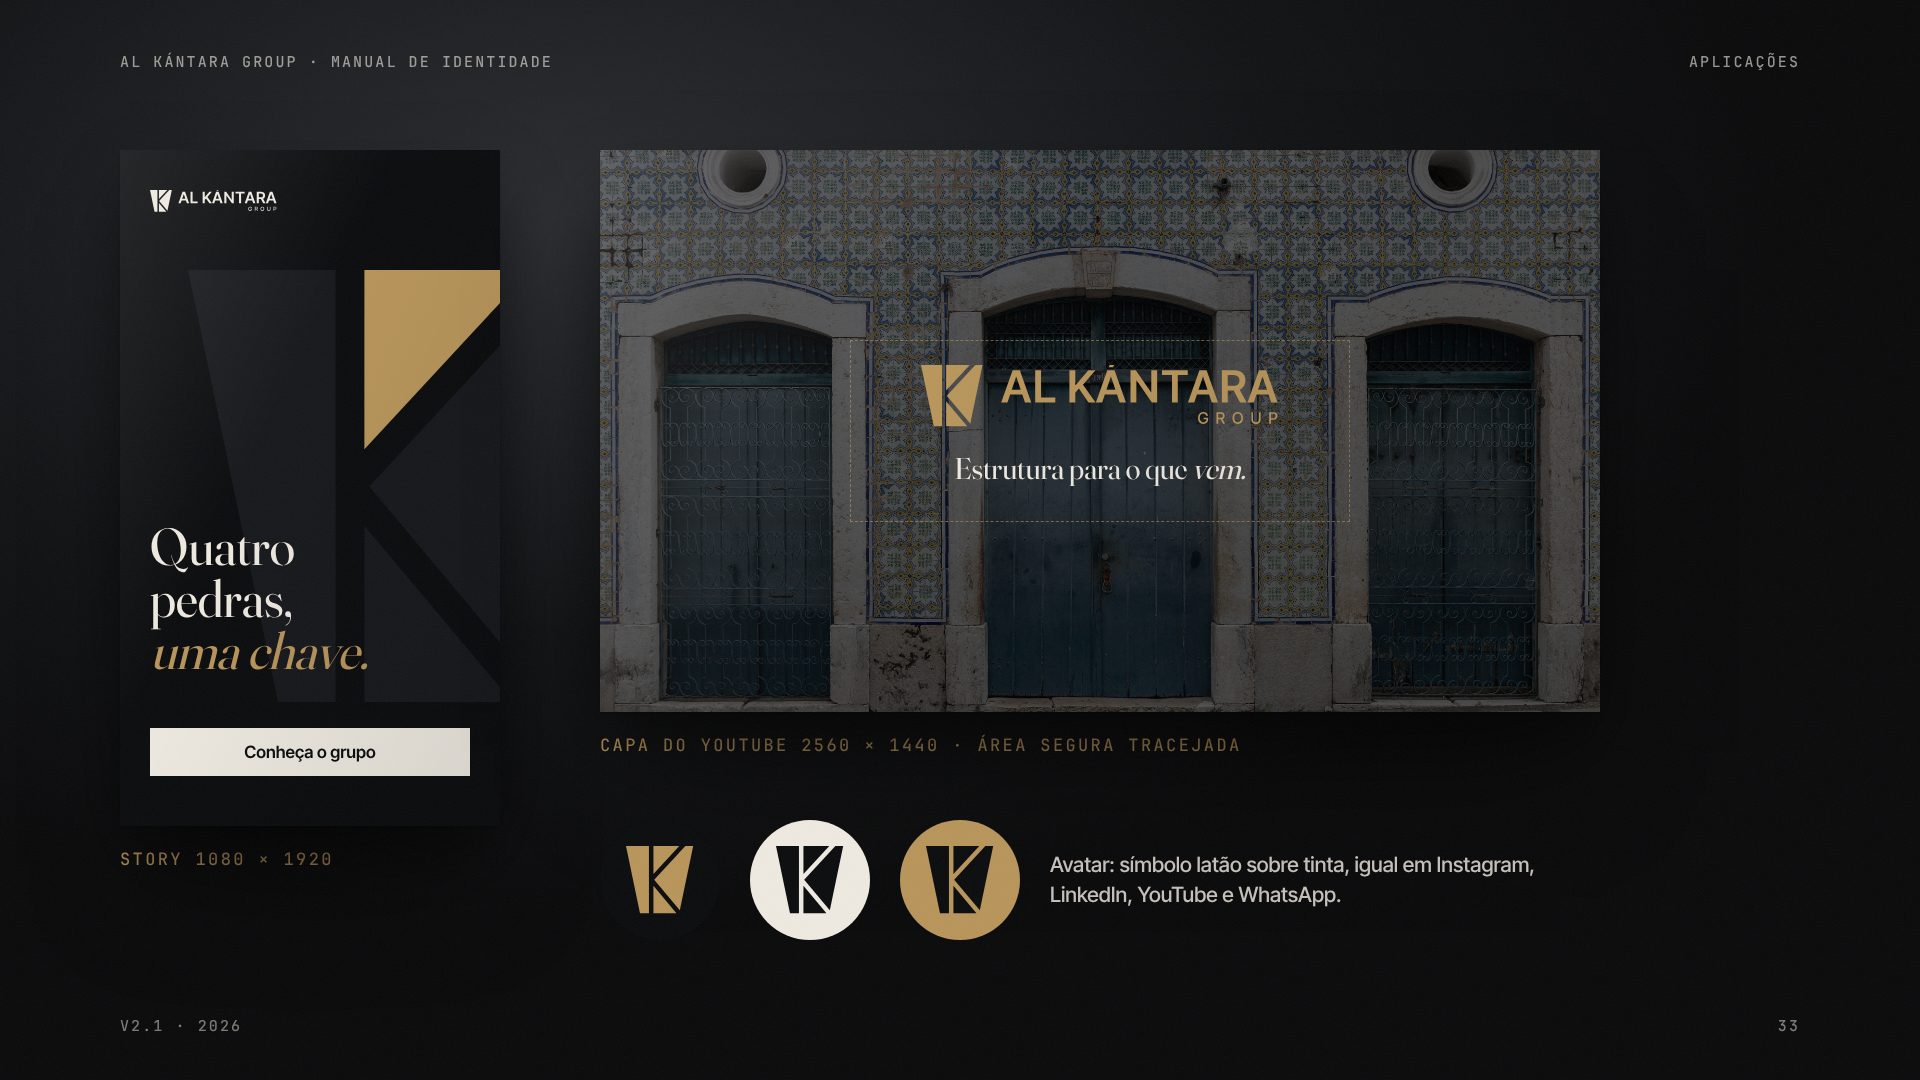 AL KÁNTARA GROUP · MANUAL DE IDENTIDADE
APLICAÇÕES
AL KÁNTARA
GROUP
Quatro
pedras,
uma chave.
Conheça o grupo
STORY 1080 × 1920
AL KÁNTARA
GROUP
Estrutura para o que vem.
CAPA DO YOUTUBE 2560 × 1440 · ÁREA SEGURA TRACEJADA
Avatar: símbolo latão sobre tinta, igual em Instagram,
LinkedIn, YouTube e WhatsApp.
V2.1 · 2026
33